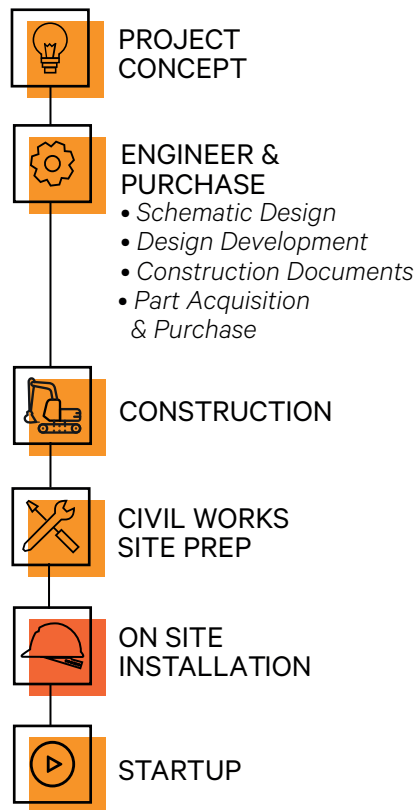 PROJECT
CONCEPT
ENGINEER &
PURCHASE
• Schematic Design
• Design Development
• Construction Documents
• Part Acquisition
& Purchase
CONSTRUCTION
CIVIL WORKS
SITE PREP
ON SITE
INSTALLATION
STARTUP